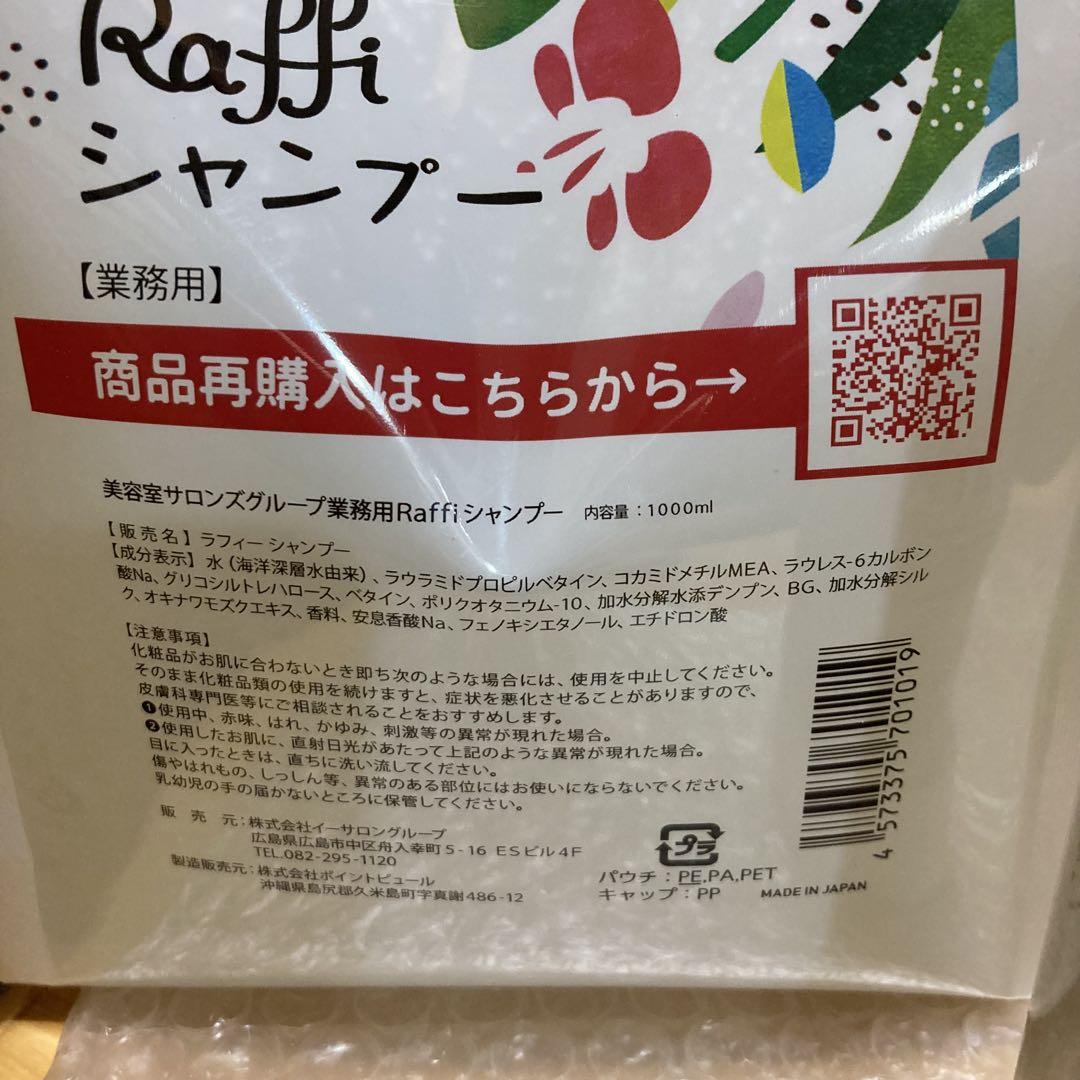 Raffi
シャンプー
【業務用】
商品再購入はこちらから→
美容室サロンズグループ業務用Raffiシャンプー 内容量：1000ml
【販売名】ラフィーシャンプー
【成分表示】水（海洋深層水由来）、ラウラミドプロピルベタイン、コカミドメチルMEA、ラウレス-6カルボン
酸Na、グリコシルトレハロース、ベタイン、ポリクオタニウム-10、加水分解水添デンプン、BG、加水分解シル
ク、オキナワモズクエキス、香料、安息香酸Na、フェノキシエタノール、エチドロン酸
【注意事項】
化粧品がお肌に合わないとき即ち次のような場合には、使用を中止してください。
そのまま化粧品類の使用を続けますと、症状を悪化させることがありますので、
皮膚科専門医等にご相談されることをおすすめします。
❶使用中、赤味、はれ、かゆみ、刺激等の異常が現れた場合。
❷使用したお肌に、直射日光があたって上記のような異常が現れた場合。
目に入ったときは、直ちに洗い流してください。
傷やはれもの、しっしん等、異常のある部位にはお使いにならないでください。
乳幼児の手の届かないところに保管してください。
販売元：株式会社イーサロングループ
広島県広島市中区舟入幸町5-16 ESビル4F
TEL.082-295-1120
製造販売元：株式会社ポイントピュール
沖縄県島尻郡久米島町字真謝486-12
プラ
パウチ：PE,PA,PET
キャップ：PP
MADE IN JAPAN
4 573375 701019